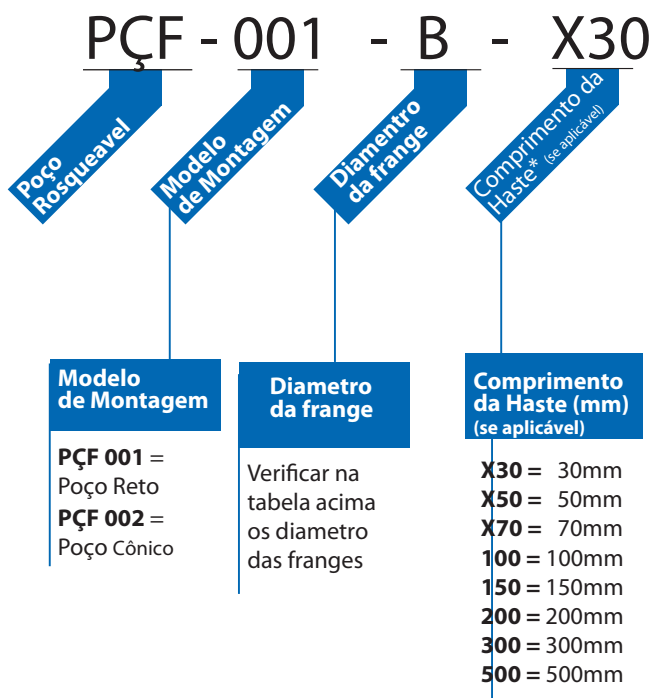 PÇF - 001 - B - X30
Poço
Rosqueavel
Modelo
de Montagem
Diamentro
da frange
Comprimento da
Haste* (se aplicável)
Modelo
de Montagem
PÇF 001 =
Poço Reto
PÇF 002 =
Poço Cônico
Diametro
da frange
Verificar na
tabela acima
os diametro
das franges
Comprimento
da Haste (mm)
(se aplicável)
X30 = 30mm
X50 = 50mm
X70 = 70mm
100 = 100mm
150 = 150mm
200 = 200mm
300 = 300mm
500 = 500mm